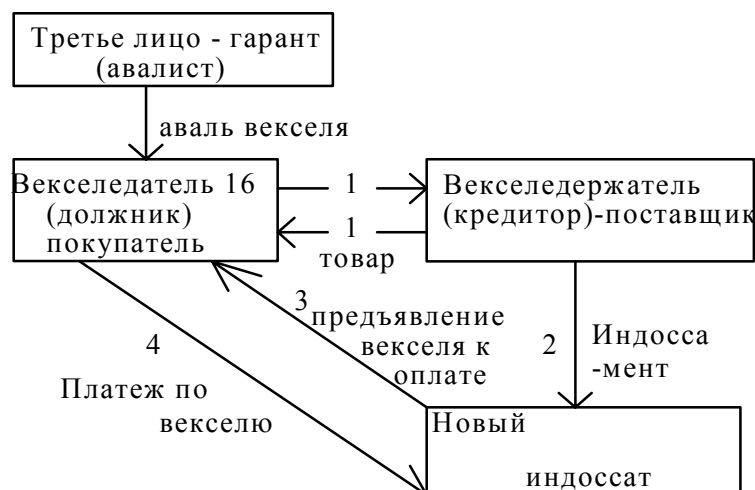 Третье лицо - гарант
(авалист)
аваль векселя
Векселедатель 16
(должник)
покупатель
1
1
товар
Векселедержатель
(кредитор)-поставщик
3
предъявление
векселя к
оплате
4
Платеж по
векселю
2
Индосса
-мент
Новый
индоссат